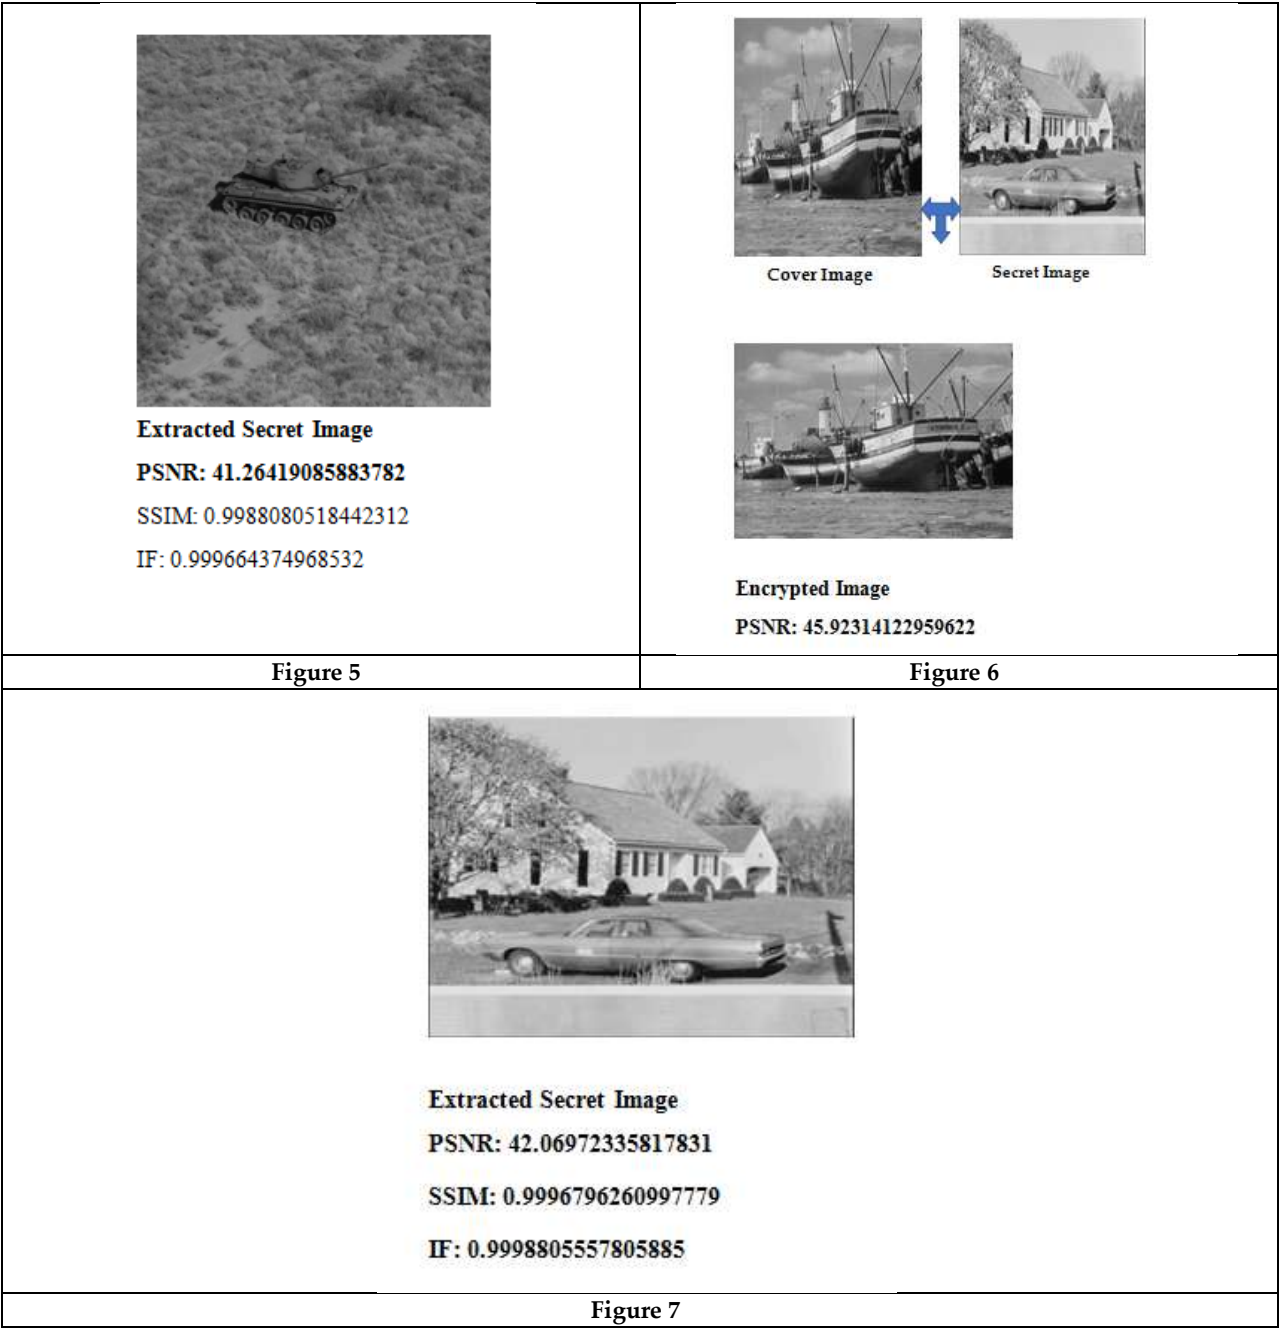 Extracted Secret Image
PSNR: 41.26419085883782
SSIM: 0.9988080518442312
IF: 0.999664374968532
Figure 5
Cover Image
Secret Image
Encrypted Image
PSNR: 45.92314122959622
Figure 6
Extracted Secret Image
PSNR: 42.06972335817831
SSIM: 0.9996796260997779
IF: 0.9998805557805885
Figure 7